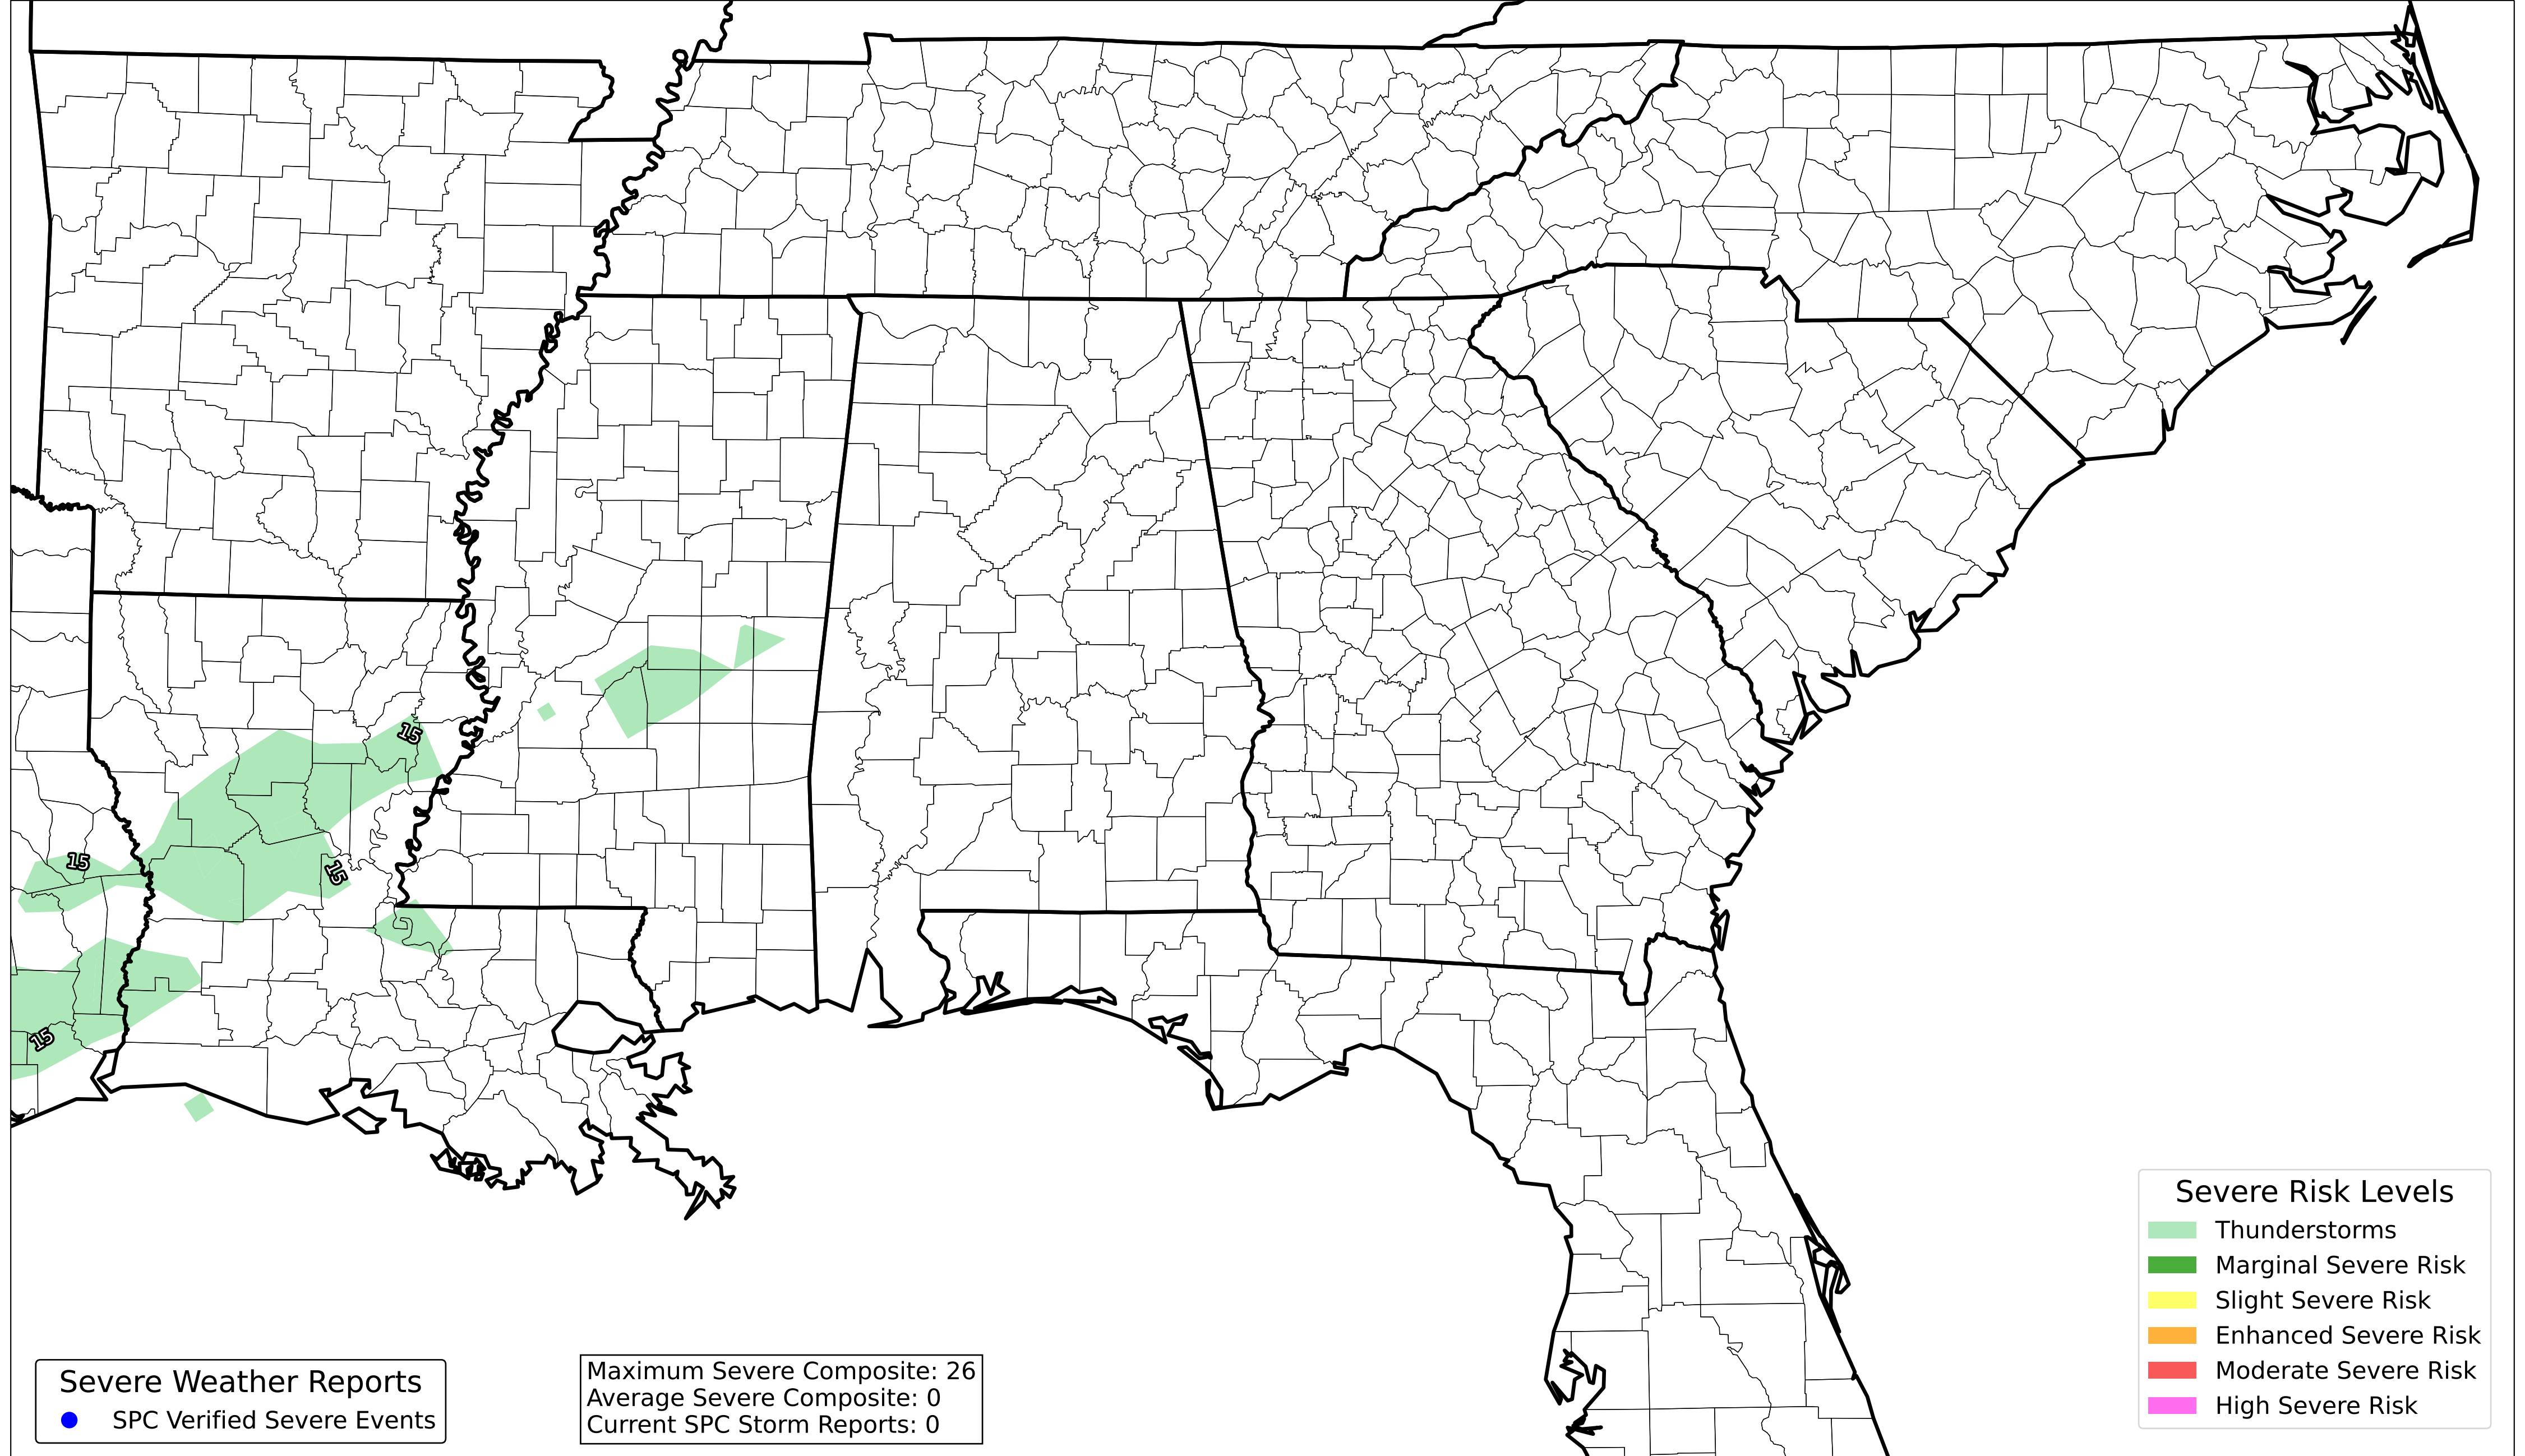 15
15
15
15
Severe Weather Reports
SPC Verified Severe Events
Maximum Severe Composite: 26
Average Severe Composite: 0
Current SPC Storm Reports: 0
Severe Risk Levels
Thunderstorms
Marginal Severe Risk
Slight Severe Risk
Enhanced Severe Risk
Moderate Severe Risk
High Severe Risk